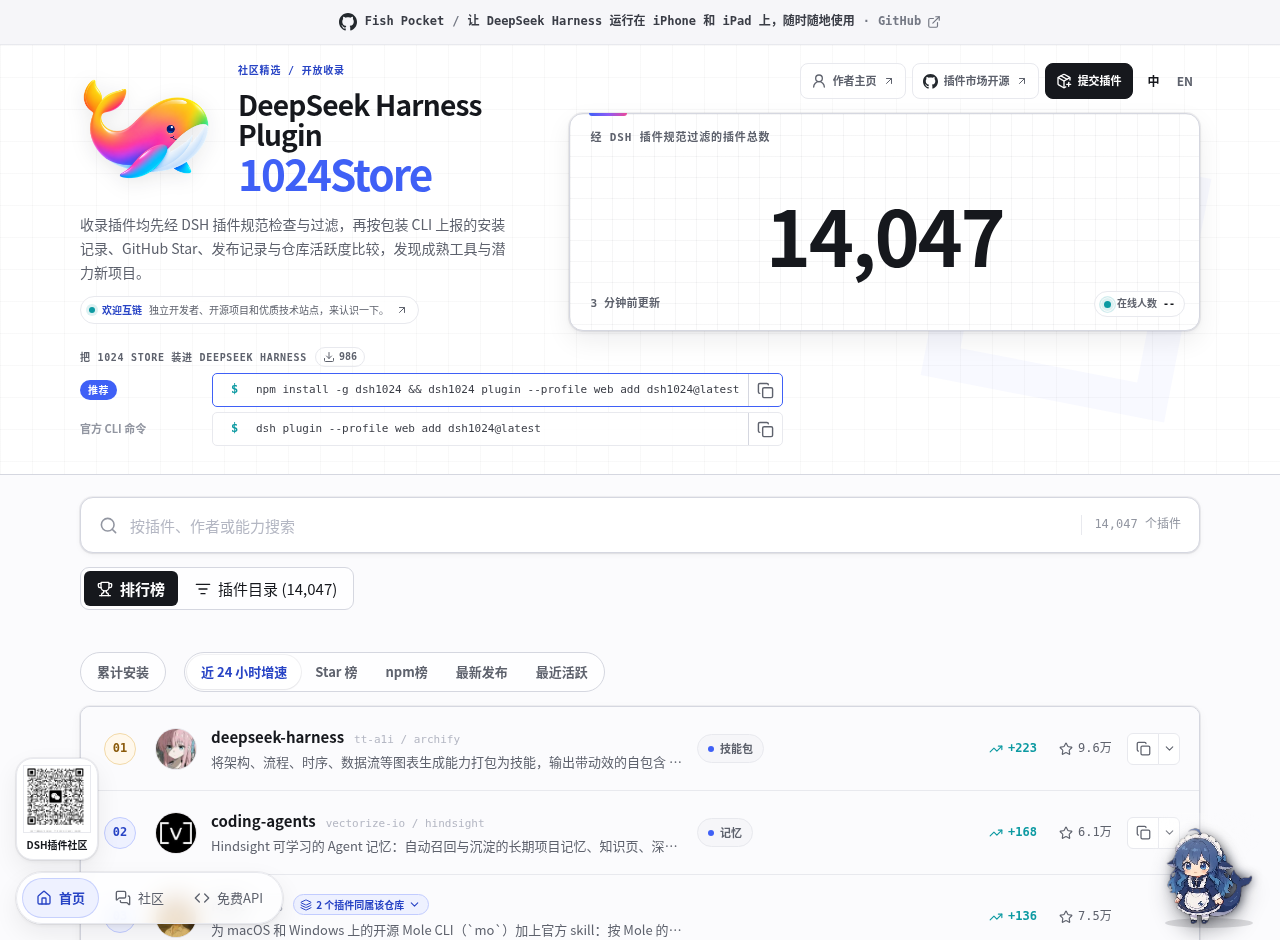 Fish Pocket / 让 DeepSeek Harness 运行在 iPhone 和 iPad 上，随时随地使用 · GitHub
社区精选 / 开放收录
DeepSeek Harness
Plugin
1024Store
作者主页
插件市场开源
提交插件
中
EN
收录插件均先经 DSH 插件规范检查与过滤，再按包装 CLI 上报的安装
记录、GitHub Star、发布记录与仓库活跃度比较，发现成熟工具与潜
力新项目。
欢迎互链 独立开发者、开源项目和优质技术站点，来认识一下。
经 DSH 插件规范过滤的插件总数
14,047
3 分钟前更新
在线人数 --
把 1024 STORE 装进 DEEPSEEK HARNESS 986
推荐
$ npm install -g dsh1024 && dsh1024 plugin --profile web add dsh1024@latest
官方 CLI 命令
$ dsh plugin --profile web add dsh1024@latest
按插件、作者或能力搜索
14,047 个插件
排行榜
插件目录 (14,047)
累计安装
近 24 小时增速
Star 榜
npm榜
最新发布
最近活跃
01
deepseek-harness tt-a1i / archify
将架构、流程、时序、数据流等图表生成能力打包为技能，输出带动效的自包含 …
技能包
+223
9.6万
02
coding-agents vectorize-io / hindsight
Hindsight 可学习的 Agent 记忆：自动召回与沉淀的长期项目记忆、知识页、深…
记忆
+168
6.1万
2 个插件同属该仓库
为 macOS 和 Windows 上的开源 Mole CLI（`mo`）加上官方 skill：按 Mole 的…
+136
7.5万
DSH插件社区
首页
社区
免费API